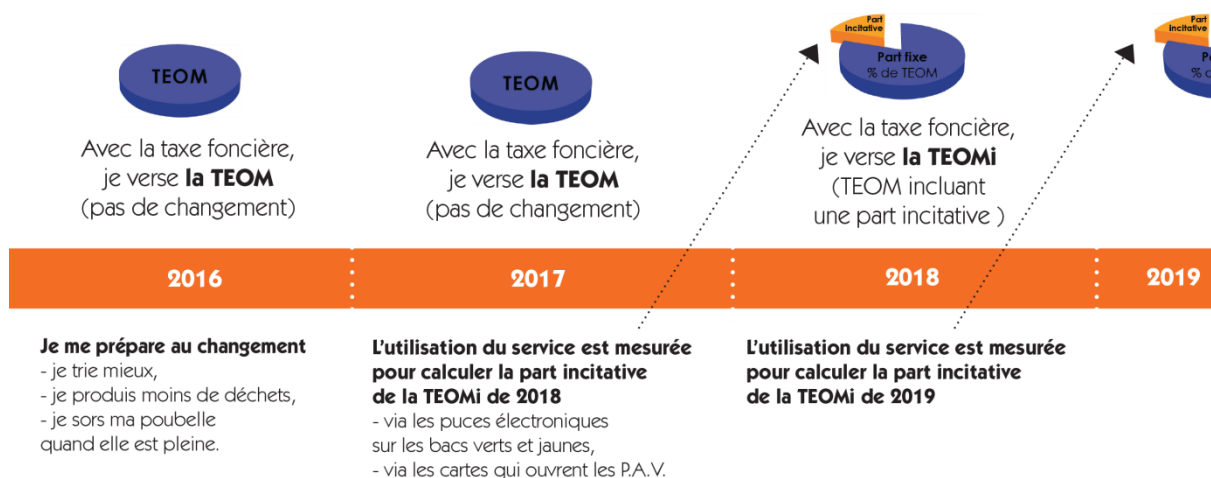 TEOM
Avec la taxe foncière,
je verse la TEOM
(pas de changement)
TEOM
Avec la taxe foncière,
je verse la TEOM
(pas de changement)
Part
incitative
Part fixe
% de TEOM
Avec la taxe foncière,
je verse la TEOMi
(TEOM incluant
une part incitative )
Part
incitative
%
2016
2017
2018
2019
Je me prépare au changement
- je trie mieux,
- je produis moins de déchets,
- je sors ma poubelle
quand elle est pleine.
L'utilisation du service est mesurée
pour calculer la part incitative
de la TEOMi de 2018
- via les puces électroniques
sur les bacs verts et jaunes,
- via les cartes qui ouvrent les P.A.V.
L'utilisation du service est mesurée
pour calculer la part incitative
de la TEOMi de 2019